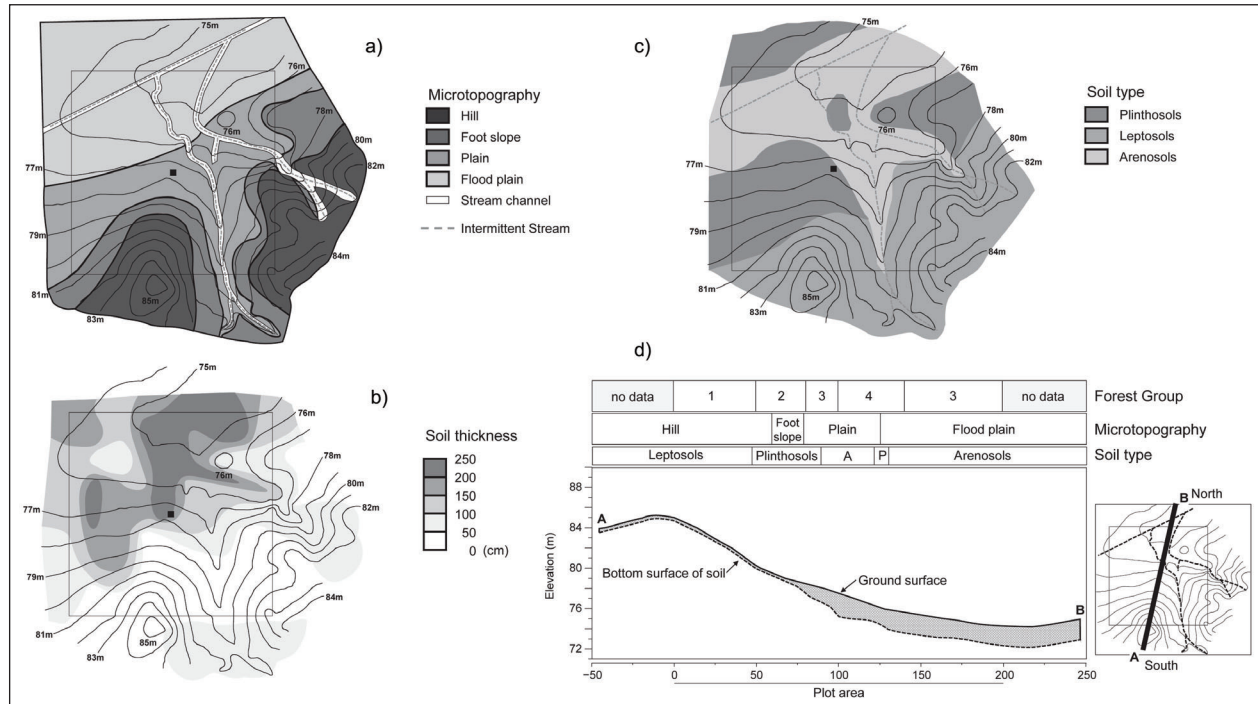 a)
75m
76m
76m
78m
80m
82m
77m
79m
84m
81m
85m
83m
Microtopography
Hill
Foot slope
Plain
Flood plain
Stream channel
Intermittent Stream
c)
75m
76m
76m
78m
80m
82m
77m
79m
84m
81m
85m
83m
Soil type
Plinthosols
Leptosols
Arenosols
b)
75m
76m
76m
78m
80m
82m
77m
79m
84m
81m
85m
83m
Soil thickness
250
200
150
100
50
0 (cm)
d)
no data 1 2 3 4 3 no data Forest Group
Hill Foot slope Plain Flood plain Microtopography
Leptosols Plinthosols A P Arenosols Soil type
Elevation (m)
88
84
80
76
72
A
B
Bottom surface of soil
Ground surface
-50 0 50 100 150 200 250
Plot area
B North
A
South